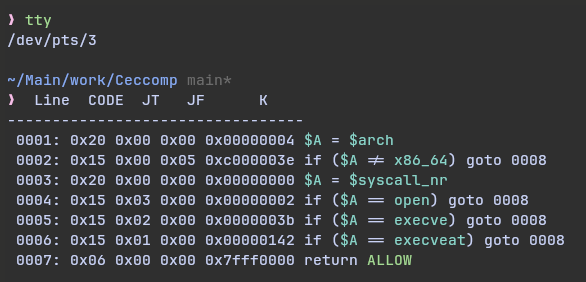 ❱ tty
/dev/pts/3
~/Main/work/Ceccomp main*
❱  Line  CODE  JT   JF      K
---------------------------------
 0001: 0x20 0x00 0x00 0x00000004 $A = $arch
 0002: 0x15 0x00 0x05 0xc000003e if ($A != x86_64) goto 0008
 0003: 0x20 0x00 0x00 0x00000000 $A = $syscall_nr
 0004: 0x15 0x03 0x00 0x00000002 if ($A == open) goto 0008
 0005: 0x15 0x02 0x00 0x0000003b if ($A == execve) goto 0008
 0006: 0x15 0x01 0x00 0x00000142 if ($A == execveat) goto 0008
 0007: 0x06 0x00 0x00 0x7fff0000 return ALLOW